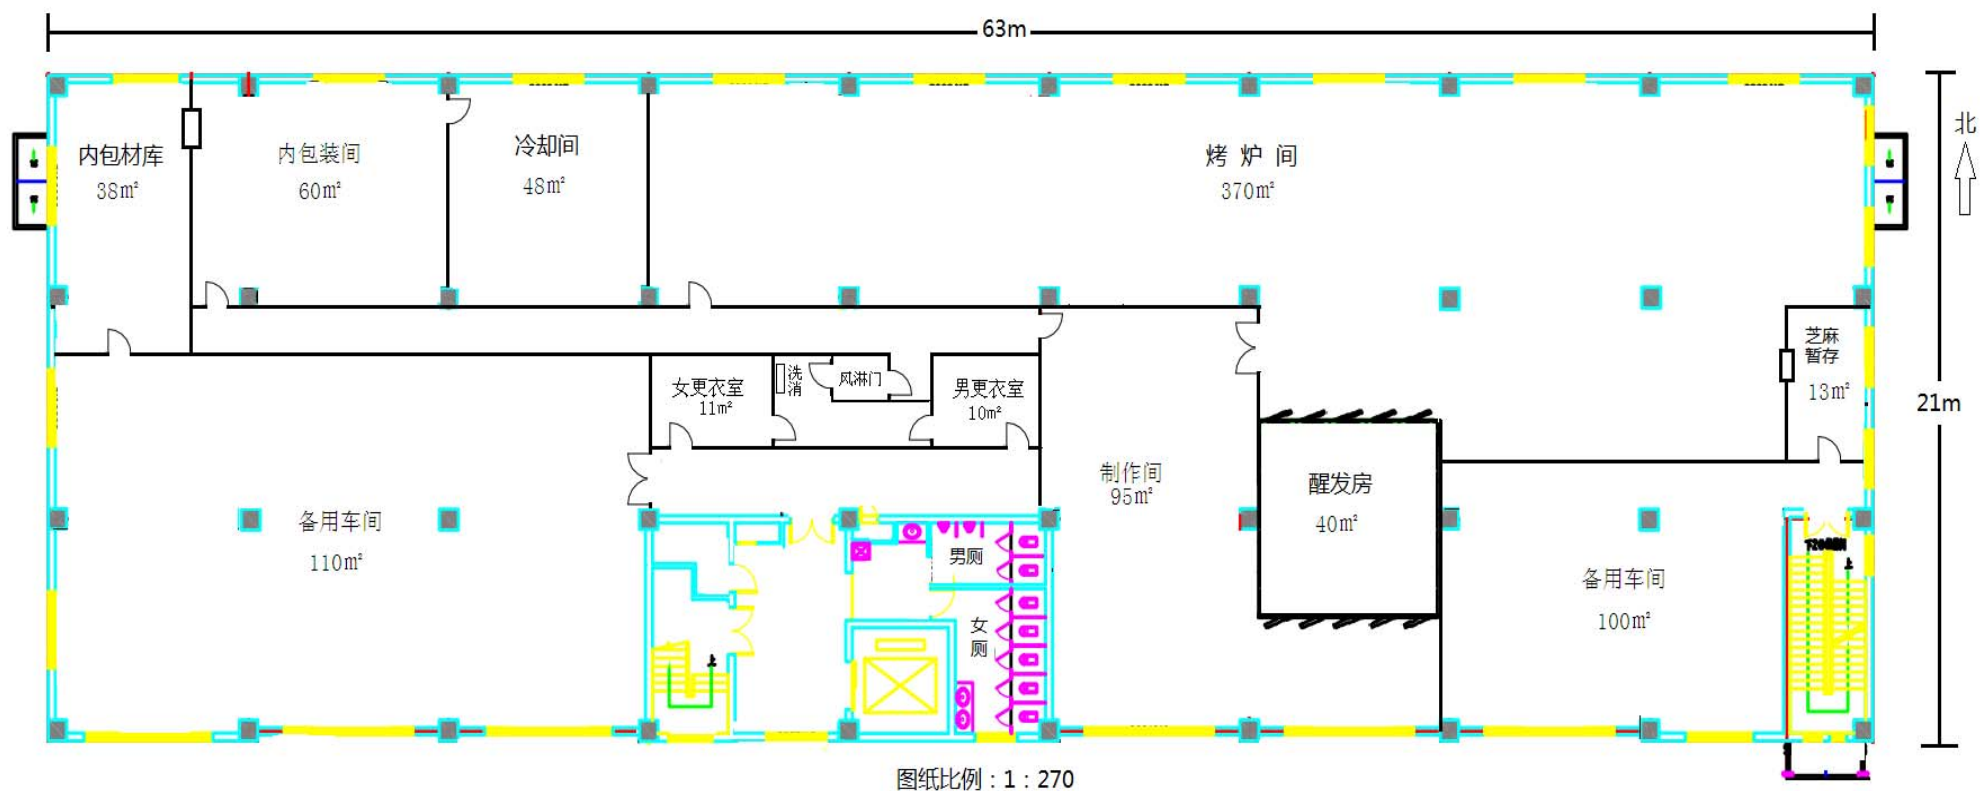 63m
北
内包材库
38㎡
内包装间
60㎡
冷却间
48㎡
烤 炉 间
370㎡
芝麻
暂存
13㎡
21m
女更衣室
11㎡
洗
消
风淋门
男更衣室
10㎡
制作间
95㎡
醒发房
40㎡
备用车间
110㎡
男厕
女
厕
备用车间
100㎡
上
上
图纸比例：1：270